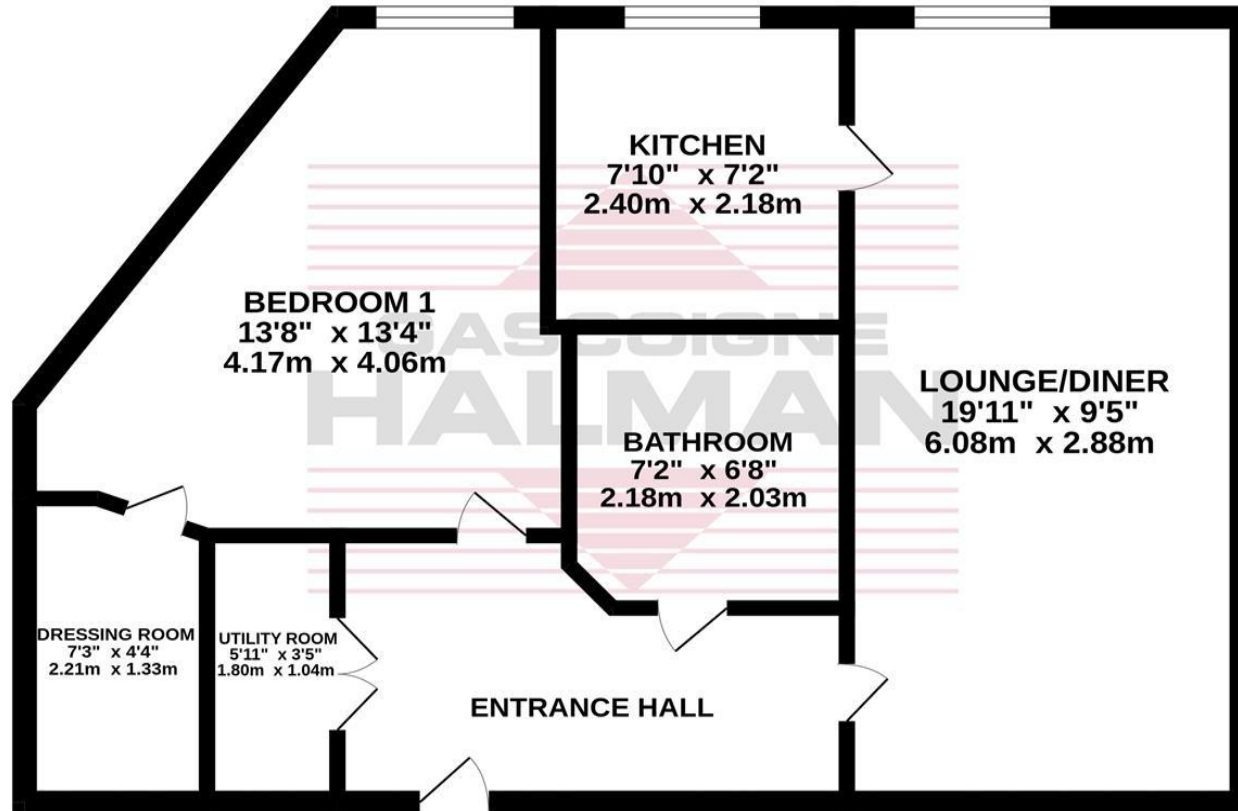 KITCHEN
7'10" x 7'2"
2.40m x 2.18m
BEDROOM 1
13'8" x 13'4"
4.17m x 4.06m
GASCOIGNE
HALMAN
LOUNGE/DINER
19'11" x 9'5"
6.08m x 2.88m
BATHROOM
7'2" x 6'8"
2.18m x 2.03m
DRESSING ROOM
7'3" x 4'4"
2.21m x 1.33m
UTILITY ROOM
5'11" x 3'5"
1.80m x 1.04m
ENTRANCE HALL